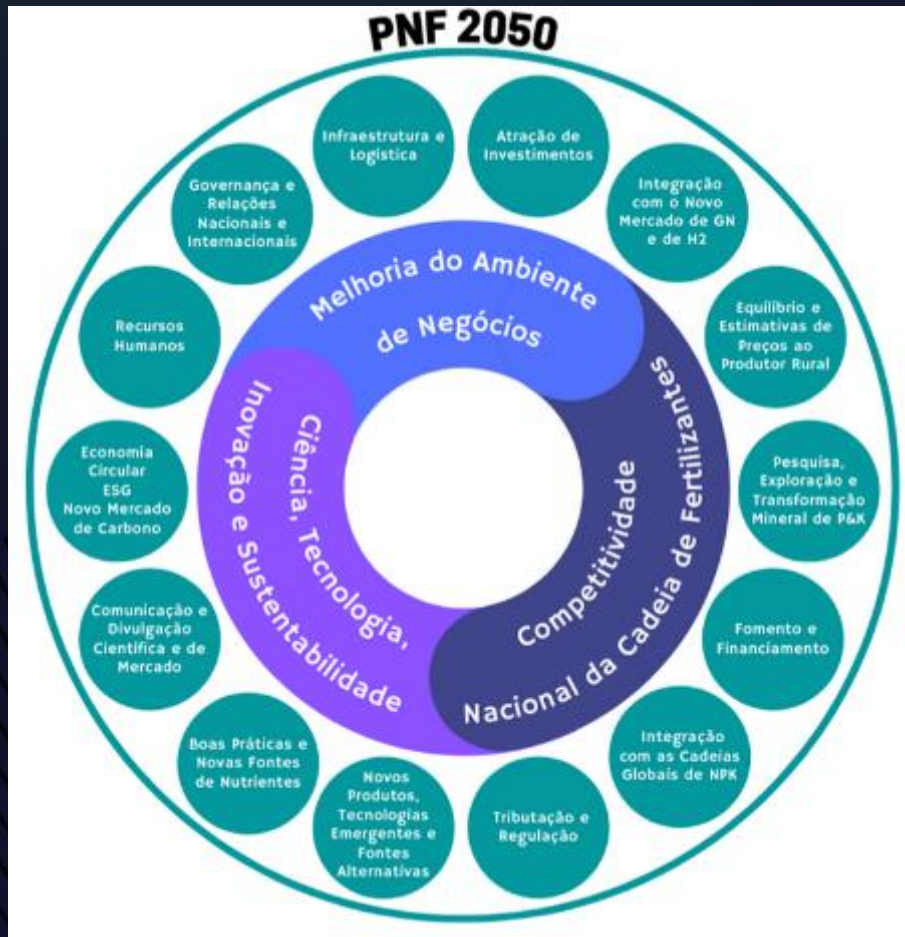 PNF 2050
Infraestrutura e
Logística
Atração de
Investimentos
Governança e
Relações
Nacionais e
Internacionais
Integração
com o Novo
Mercado de GN
e de H2
Recursos
Humanos
Equilíbrio e
Estimativas de
Preços ao
Produtor Rural
Economia
Circular
ESG
Novo Mercado
de Carbono
Pesquisa,
Exploração e
Transformação
Mineral de P&K
Comunicação e
Divulgação
Científica e de
Mercado
Fomento e
Financiamento
Boas Práticas e
Novas Fontes
de Nutrientes
Integração
com as Cadeias
Globais de NPK
Novos
Produtos,
Tecnologias
Emergentes e
Fontes
Alternativas
Tributação e
Regulação
Melhoria do Ambiente
de Negócios
Ciência, Tecnologia,
Inovação e Sustentabilidade
Competitividade
Nacional da Cadeia de Fertilizantes